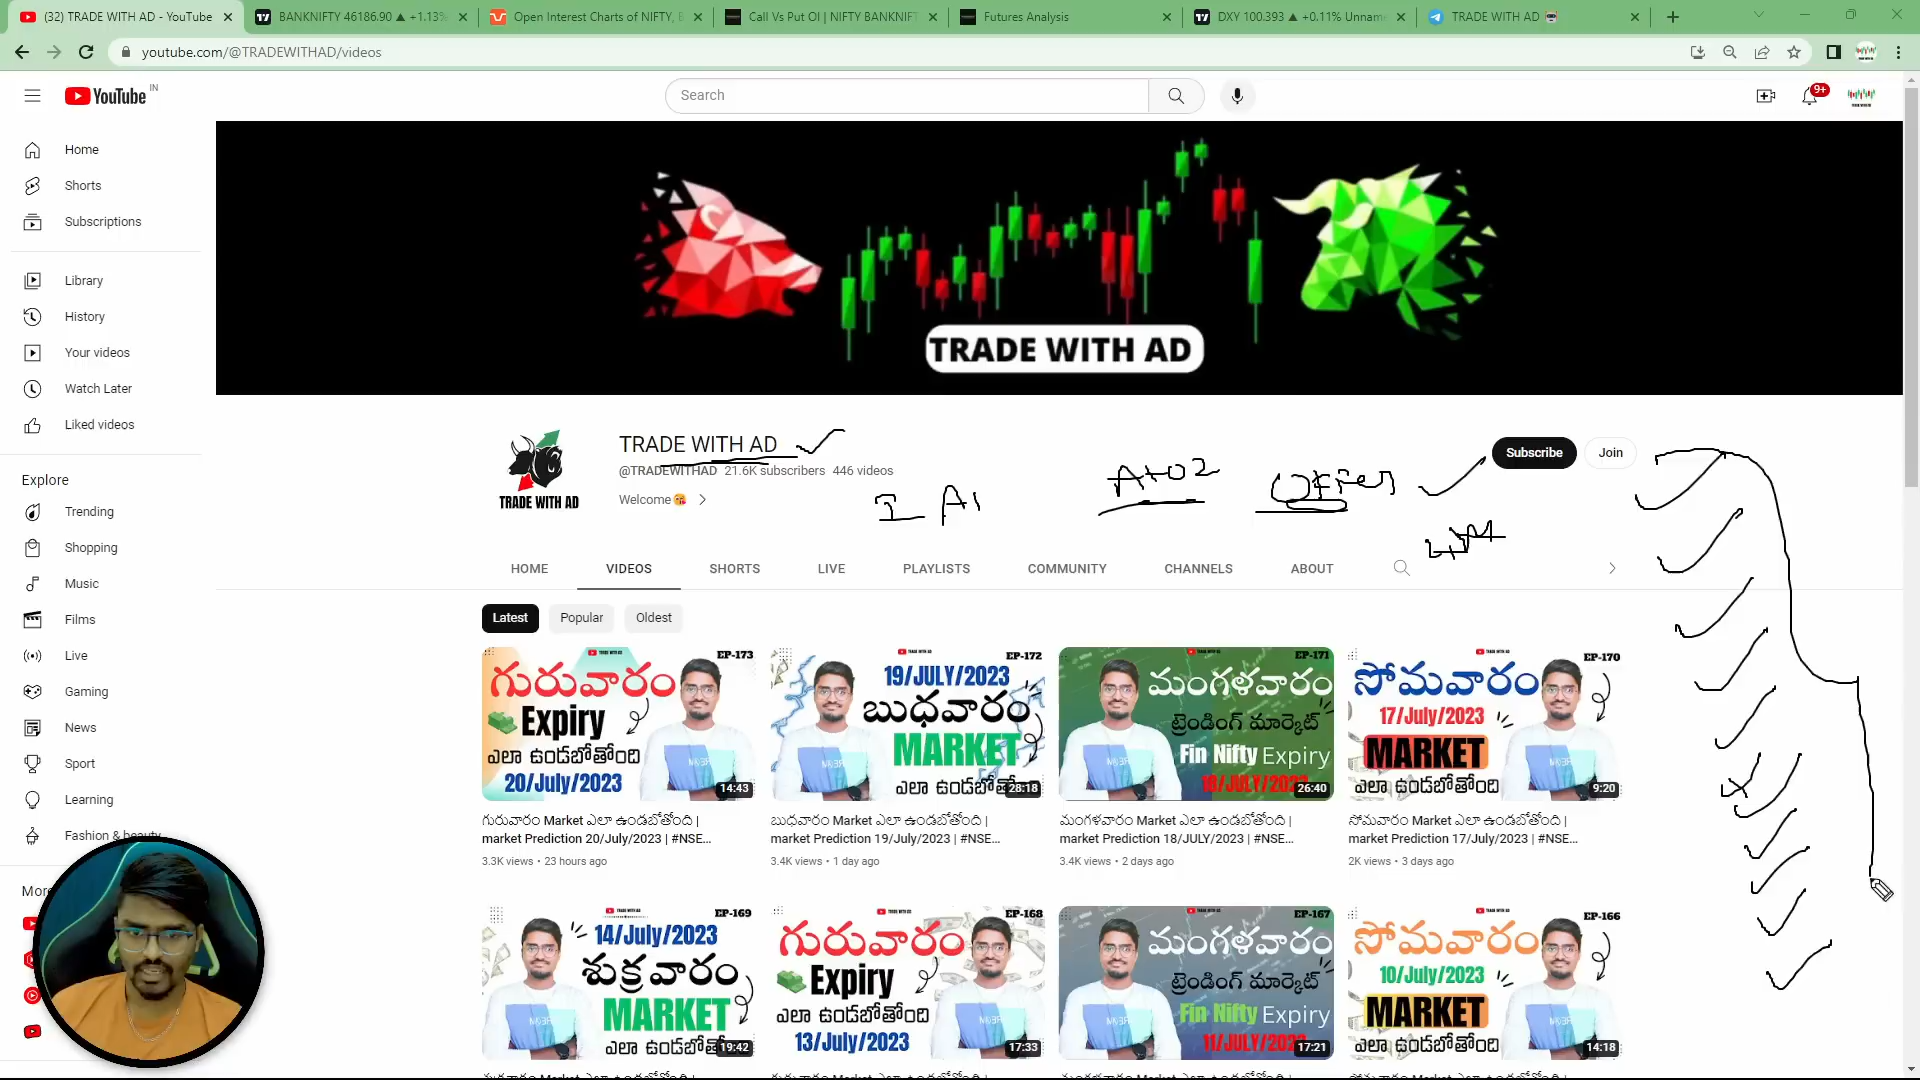 (32) TRADE WITH AD - YouTube
BANKNIFTY 46186.90 ▲ +1.13%
Open Interest Charts of NIFTY, B
Call Vs Put OI | NIFTY BANKNIFT
Futures Analysis
DXY 100.393 ▲ +0.11% Unnam
TRADE WITH AD
youtube.com/@TRADEWITHAD/videos
YouTube IN
Search
9+
Home
Shorts
Subscriptions
Library
History
Your videos
Watch Later
Liked videos
Explore
Trending
Shopping
Music
Films
Live
Gaming
News
Sport
Learning
Fashion & beauty
More
TRADE WITH AD
TRADE WITH AD
TRADE WITH AD
@TRADEWITHAD 21.6K subscribers 446 videos
Welcome😘
Subscribe
Join
HOME
VIDEOS
SHORTS
LIVE
PLAYLISTS
COMMUNITY
CHANNELS
ABOUT
Latest
Popular
Oldest
EP-173
గురువారం
Expiry
ఎలా ఉండబోతోంది
20/July/2023
14:43
గురువారం Market ఎలా ఉండబోతోంది |
market Prediction 20/July/2023 | #NSE...
3.3K views • 23 hours ago
EP-172
19/JULY/2023
బుధవారం
MARKET
28:18
బుధవారం Market ఎలా ఉండబోతోంది |
market Prediction 19/July/2023 | #NSE...
3.4K views • 1 day ago
EP-171
మంగళవారం
ట్రెండింగ్ మార్కెట్
Fin Nifty Expiry
26:40
మంగళవారం Market ఎలా ఉండబోతోంది |
market Prediction 18/JULY/2023 | #NSE...
3.4K views • 2 days ago
EP-170
సోమవారం
17/July/2023
MARKET
ఎలా ఉండబోతోంది
9:20
సోమవారం Market ఎలా ఉండబోతోంది |
market Prediction 17/July/2023 | #NSE...
2K views • 3 days ago
EP-169
14/July/2023
శుక్రవారం
MARKET
19:42
EP-168
గురువారం
Expiry
ఎలా ఉండబోతోంది
13/July/2023
17:33
EP-167
మంగళవారం
ట్రెండింగ్ మార్కెట్
Fin Nifty Expiry
17:21
EP-166
సోమవారం
10/July/2023
MARKET
ఎలా ఉండబోతోంది
14:18